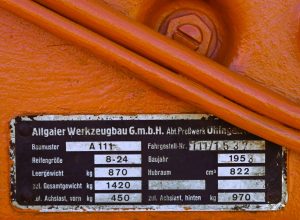 Allgaier Werkzeugbau G.m.b.H. Abt. Preßwerk Uhingen
Baumuster A 111 Fahrgestell-Nr.
Reifengröße 8-24 Baujahr 1953
Leergewicht kg 870 Hubraum cm³ 822
zul. Gesamtgewicht kg 1420
zul. Achslast, vorn kg 450 zul. Achslast, hinten kg 970